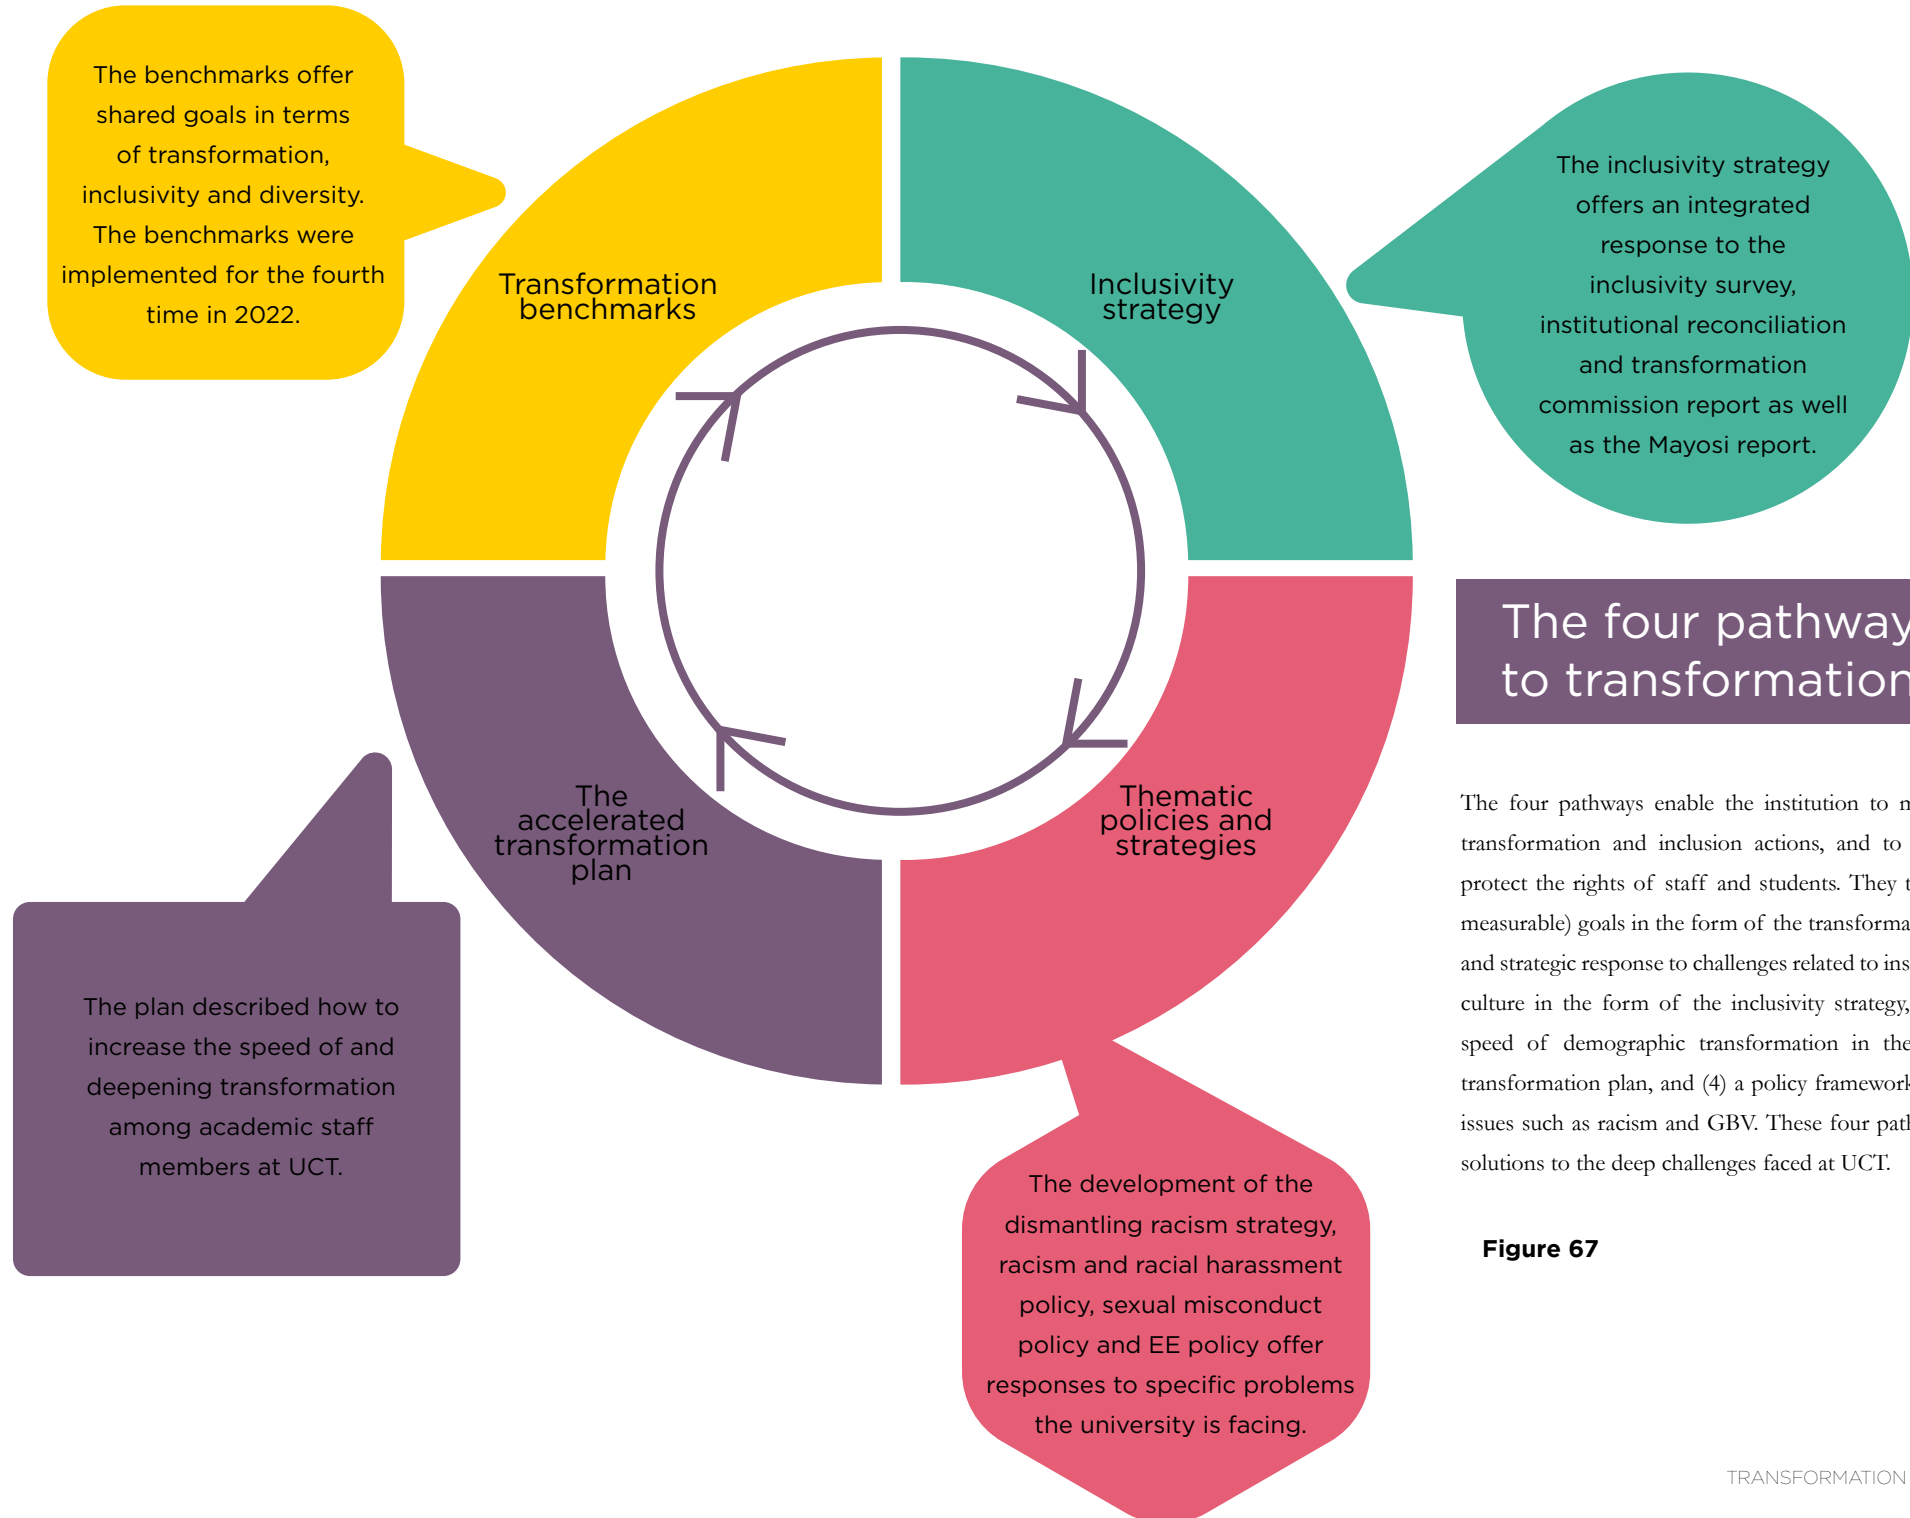 The benchmarks offer
shared goals in terms
of transformation,
inclusivity and diversity.
The benchmarks were
implemented for the fourth
time in 2022.
Transformation
benchmarks
Inclusivity
strategy
The inclusivity strategy
offers an integrated
response to the
inclusivity survey,
institutional reconciliation
and transformation
commission report as well
as the Mayosi report.
The
accelerated
transformation
plan
Thematic
policies and
strategies
The plan described how to
increase the speed of and
deepening transformation
among academic staff
members at UCT.
The development of the
dismantling racism strategy,
racism and racial harassment
policy, sexual misconduct
policy and EE policy offer
responses to specific problems
the university is facing.
The four pathway
to transformation
The four pathways enable the institution to
transformation and inclusion actions, and to
protect the rights of staff and students. They
measurable) goals in the form of the
and strategic response to challenges related to
culture in the form of the inclusivity strategy,
speed of demographic transformation in the
transformation plan, and (4) a policy framework
issues such as racism and GBV. These four
solutions to the deep challenges faced at UCT.
Figure 67
TRANSFORMATION